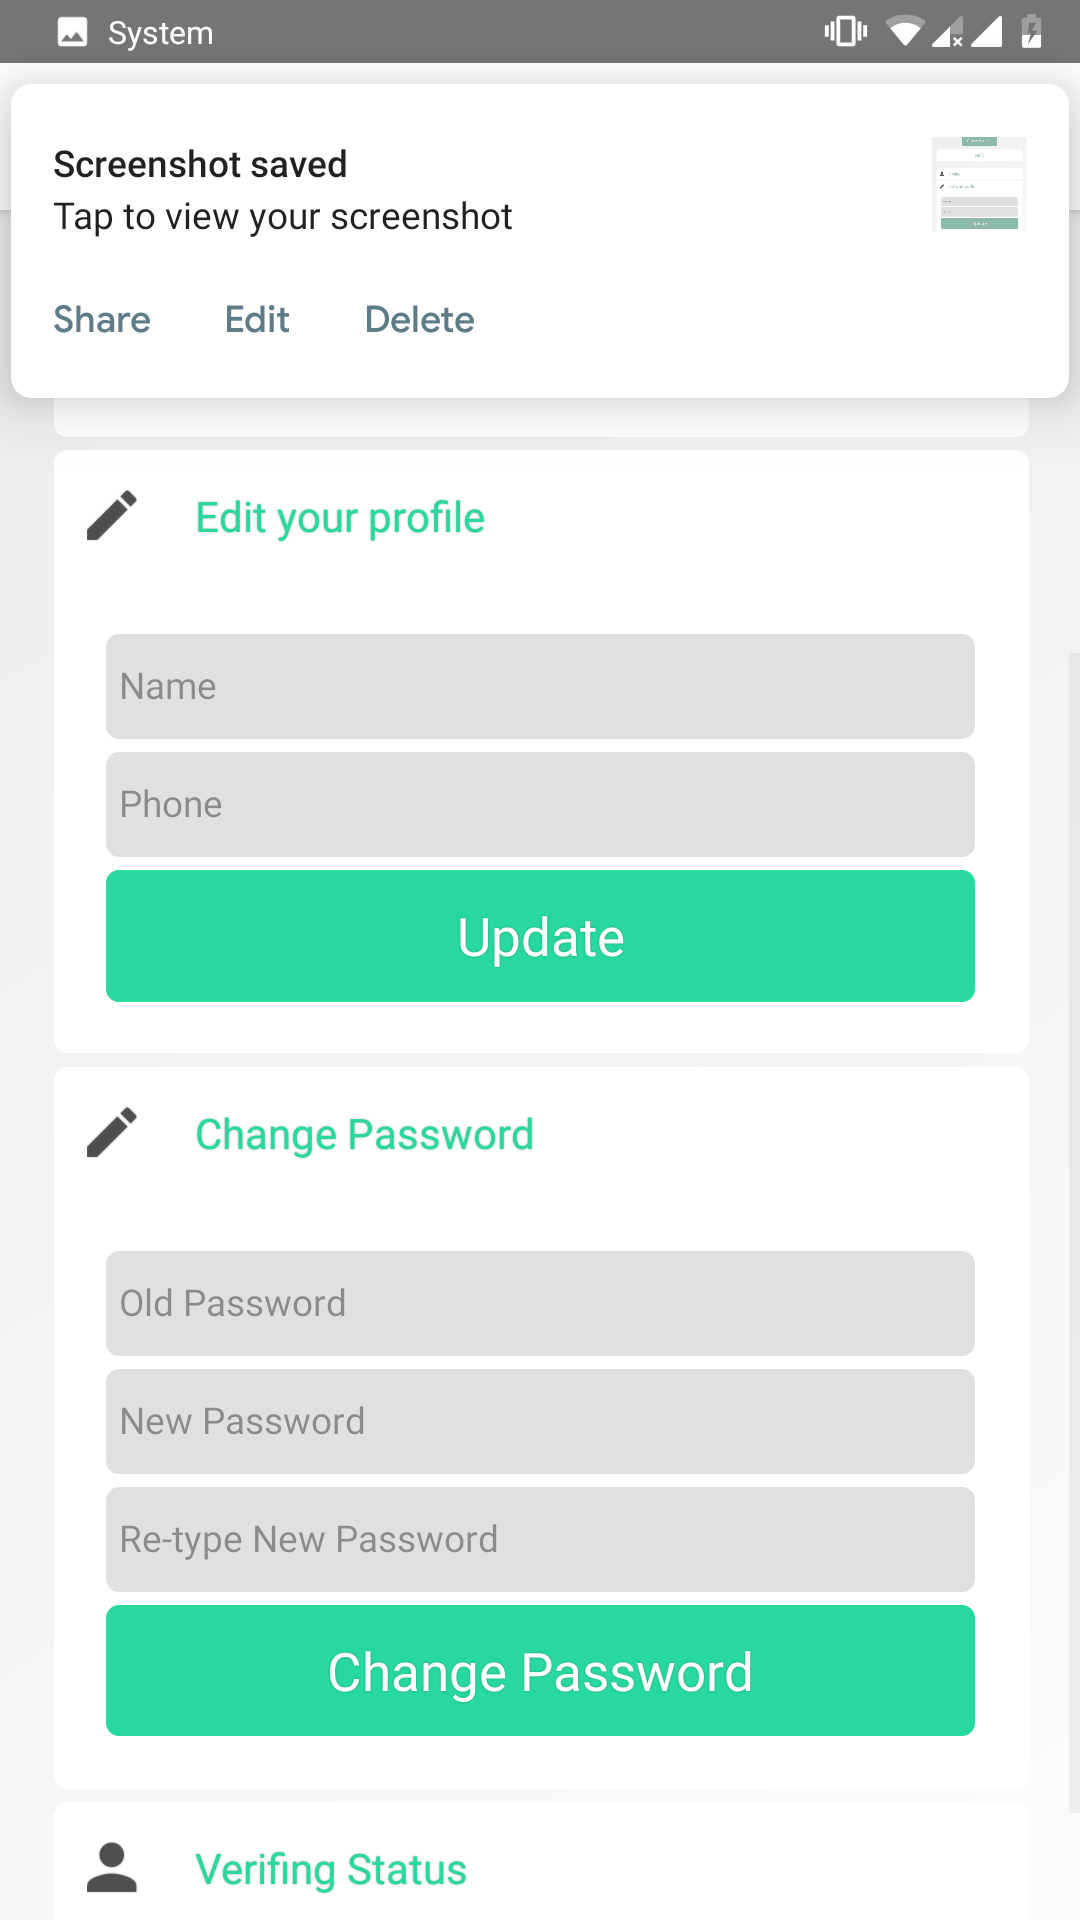 System
Screenshot saved
Tap to view your screenshot
Share Edit Delete
Edit your profile
Name
Phone
Update
Change Password
Old Password
New Password
Re-type New Password
Change Password
Verifing Status